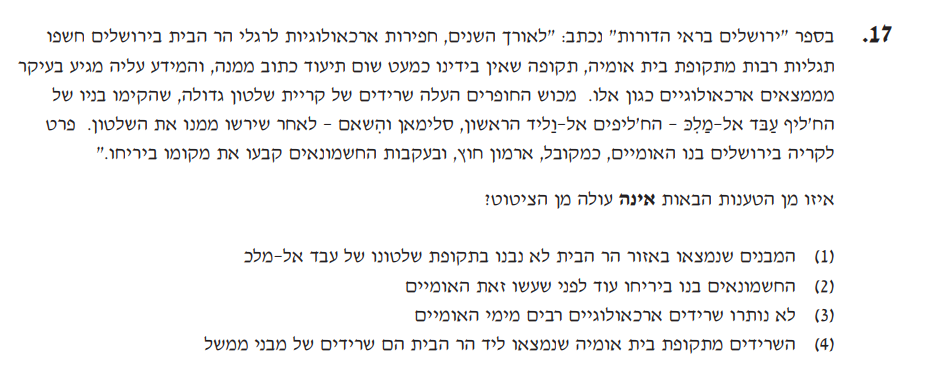 17. בספר "ירושלים בראי הדורות" נכתב: "לאורך השנים, חפירות ארכאולוגיות לרגלי הר הבית בירושלים חשפו
תגליות רבות מתקופת בית אומיה, תקופה שאין בידינו כמעט שום תיעוד כתוב ממנה, והמידע עליה מגיע בעיקר
מממצאים ארכאולוגיים כגון אלו. מכוש החופרים העלה שרידים של קריית שלטון גדולה, שהקימו בניו של
הח'ליף עַבּד אל-מַלִכּ – הח'ליפים אל-וַליד הראשון, סלימאן והִשאם – לאחר שירשו ממנו את השלטון. פרט
לקריה בירושלים בנו האומיים, כמקובל, ארמון חוץ, ובעקבות החשמונאים קבעו את מקומו ביריחו."
איזו מן הטענות הבאות אינה עולה מן הציטוט?
(1) המבנים שנמצאו באזור הר הבית לא נבנו בתקופת שלטונו של עבד אל-מלכ
(2) החשמונאים בנו ביריחו עוד לפני שעשו זאת האומיים
(3) לא נותרו שרידים ארכאולוגיים רבים מימי האומיים
(4) השרידים מתקופת בית אומיה שנמצאו ליד הר הבית הם שרידים של מבני ממשל